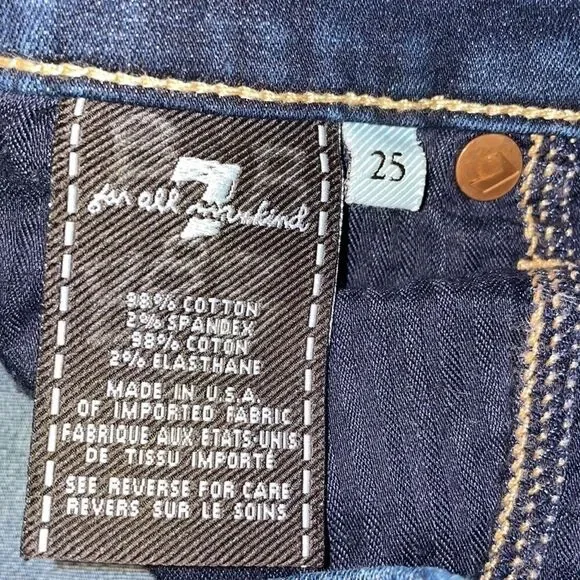 7
for all mankind
25
98% COTTON
2% SPANDEX
98% COTON
2% ELASTHANE
MADE IN U.S.A.
OF IMPORTED FABRIC
FABRIQUE AUX ETATS-UNIS
DE TISSU IMPORTÉ
SEE REVERSE FOR CARE
REVERS SUR LE SOINS